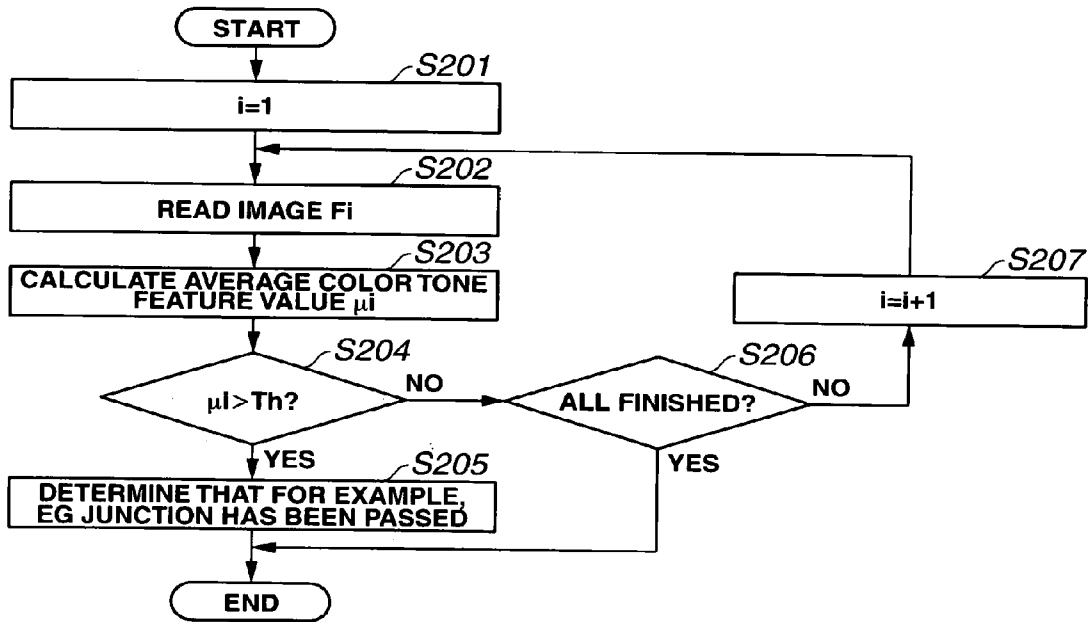 START
S201
i=1
S202
READ IMAGE Fi
S203
CALCULATE AVERAGE COLOR TONE
FEATURE VALUE μi
S207
i=i+1
S204
μi>Th?
NO
S206
ALL FINISHED?
NO
YES
YES
S205
DETERMINE THAT FOR EXAMPLE,
EG JUNCTION HAS BEEN PASSED
END